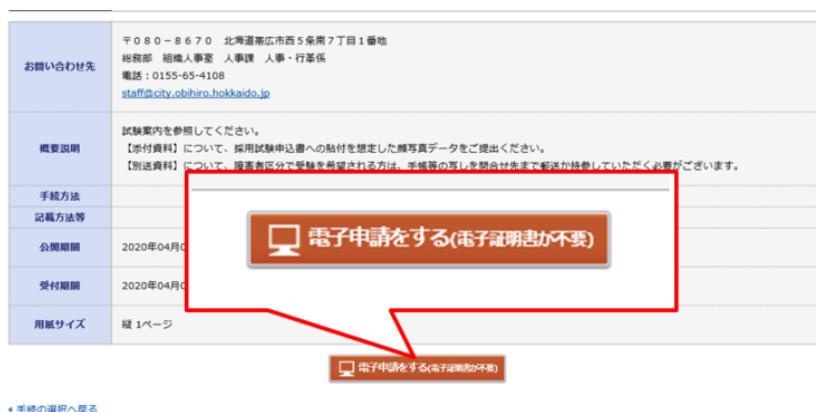 お問い合わせ先
〒080-8670 北海道帯広市西5条南7丁目1番地
総務部 組織人事室 人事課 人事・行革係
電話:0155-65-4108
staff@city.obihiro.hokkaido.jp
概要説明
試験案内を参照してください。
【添付資料】について、採用試験申込書への貼付を想定した顔写真データをご提出ください。
【別送資料】について、障害者区分で受験を希望される方は、手帳等の写しを問合せ先まで郵送か持参していただく必要がございます。
手続方法
記載方法等
公開期間
2020年04月0
受付期間
2020年04月0
用紙サイズ
縦 1ページ
電子申請をする(電子証明書が不要)
電子申請をする(電子証明書が不要)
手続の選択へ戻る